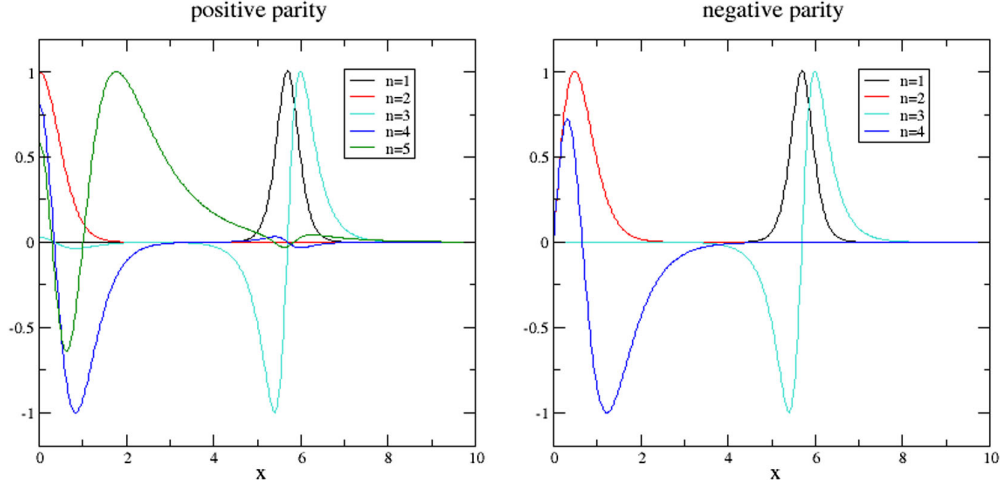 positive parity
1
0.5
0
-0.5
-1
n=1
n=2
n=3
n=4
n=5
0 2 4 6 8 10
x
negative parity
1
0.5
0
-0.5
-1
n=1
n=2
n=3
n=4
0 2 4 6 8 10
x